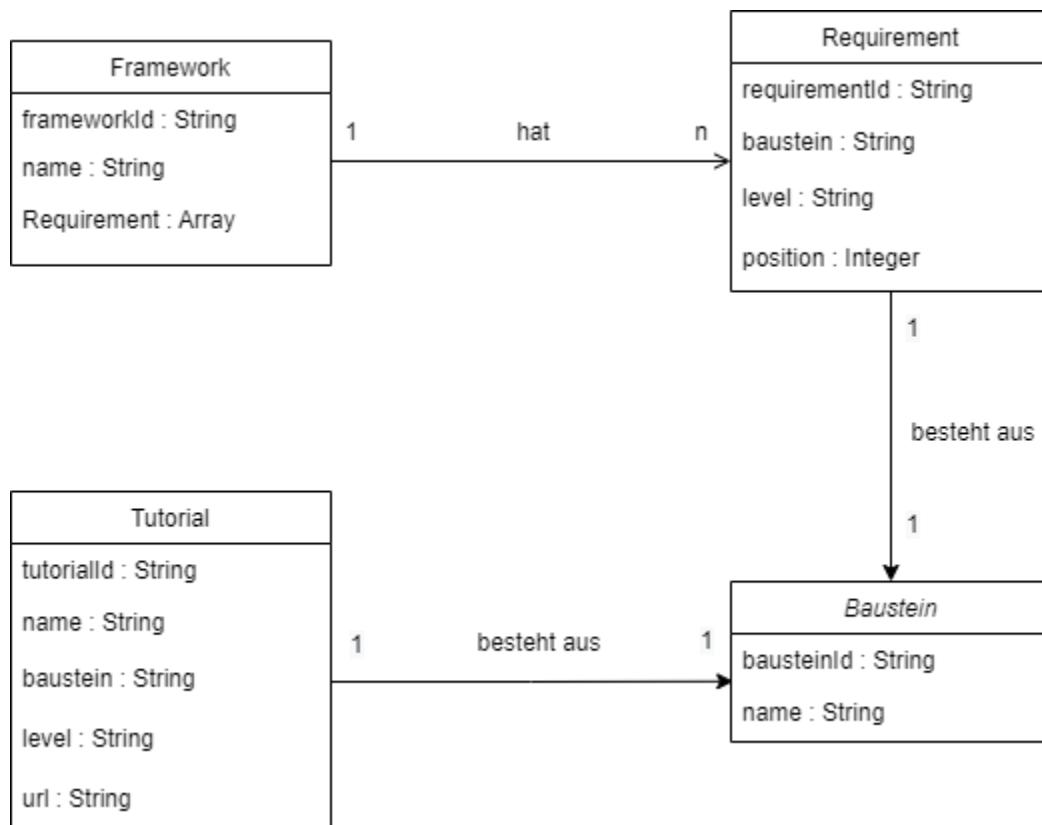 Framework
frameworkId : String
name : String
Requirement : Array
1 hat n
Requirement
requirementId : String
baustein : String
level : String
position : Integer
1
besteht aus
1
Tutorial
tutorialId : String
name : String
baustein : String
level : String
url : String
1 besteht aus 1
Baustein
bausteinId : String
name : String